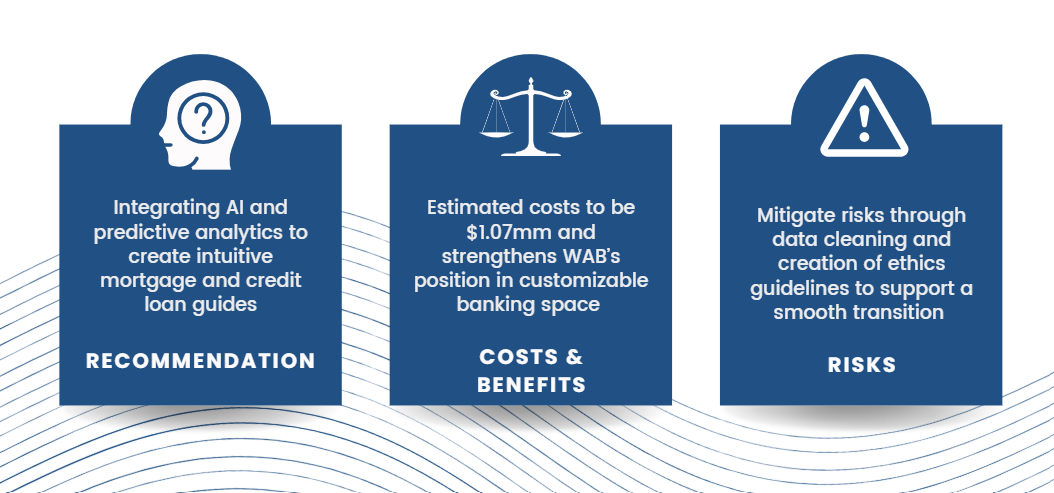 Integrating AI and
predictive analytics to
create intuitive
mortgage and credit
loan guides
RECOMMENDATION
Estimated costs to be
$1.07mm and
strengthens WAB's
position in customizable
banking space
COSTS &
BENEFITS
Mitigate risks through
data cleaning and
creation of ethics
guidelines to support a
smooth transition
RISKS